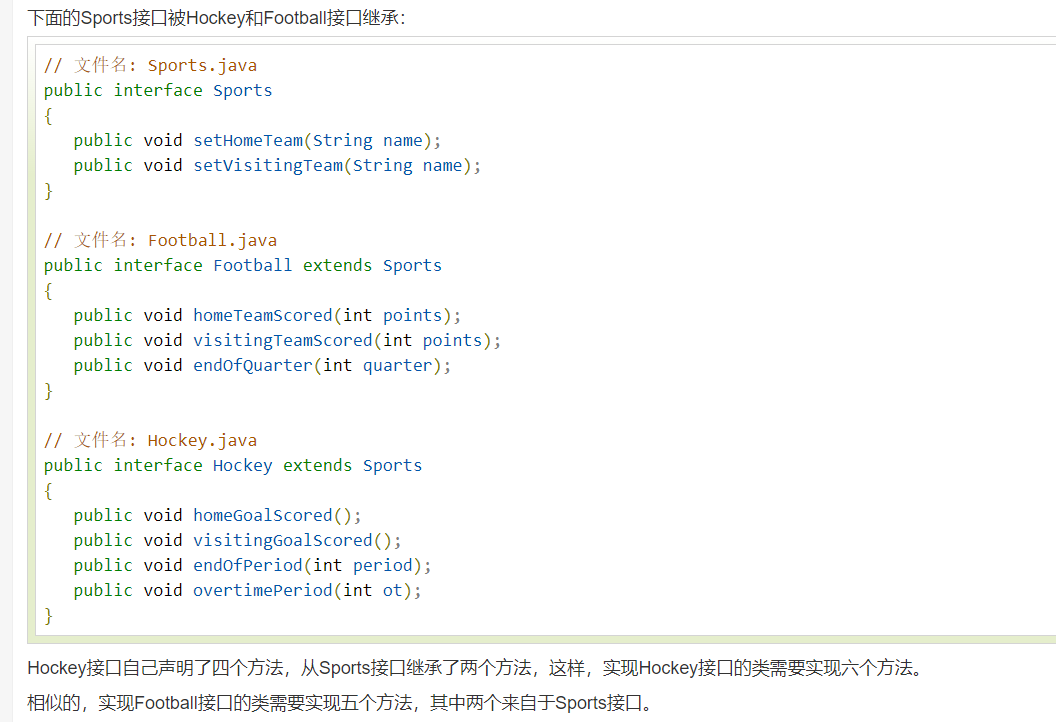 下面的Sports接口被Hockey和Football接口继承：
// 文件名: Sports.java
public interface Sports
{
   public void setHomeTeam(String name);
   public void setVisitingTeam(String name);
}
// 文件名: Football.java
public interface Football extends Sports
{
   public void homeTeamScored(int points);
   public void visitingTeamScored(int points);
   public void endOfQuarter(int quarter);
}
// 文件名: Hockey.java
public interface Hockey extends Sports
{
   public void homeGoalScored();
   public void visitingGoalScored();
   public void endOfPeriod(int period);
   public void overtimePeriod(int ot);
}
Hockey接口自己声明了四个方法，从Sports接口继承了两个方法，这样，实现Hockey接口的类需要实现六个方法。
相似的，实现Football接口的类需要实现五个方法，其中两个来自于Sports接口。